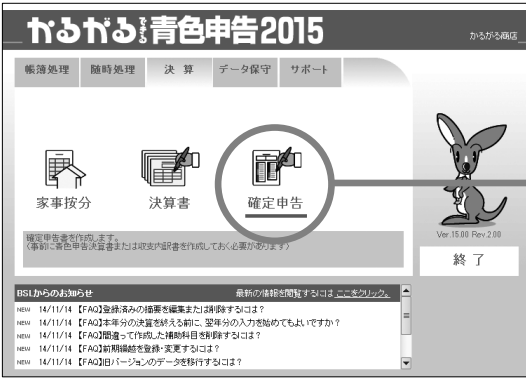 かるがるできる青色申告2015
かるがる商店
帳簿処理 随時処理 決 算 データ保守 サポート
家事按分 決算書 確定申告
Ver.15.00 Rev.2.00
確定申告書を作成します。
(事前に青色申告決算書または収支内訳書を作成しておく必要があります)
終 了
BSLからのお知らせ 最新の情報を閲覧するには ここをクリック。
NEW 14/11/14 【FAQ】登録済みの摘要を編集または削除するには?
NEW 14/11/14 【FAQ】本年分の決算を終える前に、翌年分の入力を始めてもよいですか?
NEW 14/11/14 【FAQ】間違って作成した補助科目を削除するには?
NEW 14/11/14 【FAQ】前期繰越を登録・変更するには?
NEW 14/11/14 【FAQ】旧バージョンのデータを移行するには?